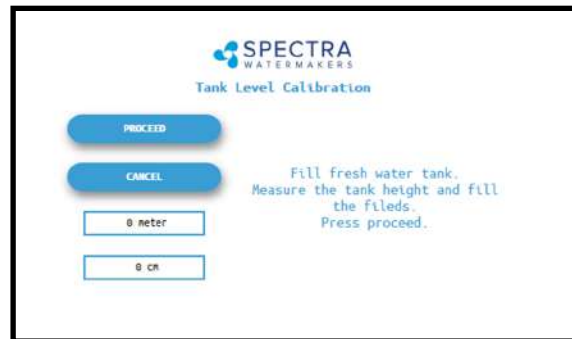 SPECTRA
WATERMAKERS
Tank Level Calibration
PROCEED
CANCEL
0 meter
0 cm
Fill fresh water tank.
Measure the tank height and fill
the fileds.
Press proceed.